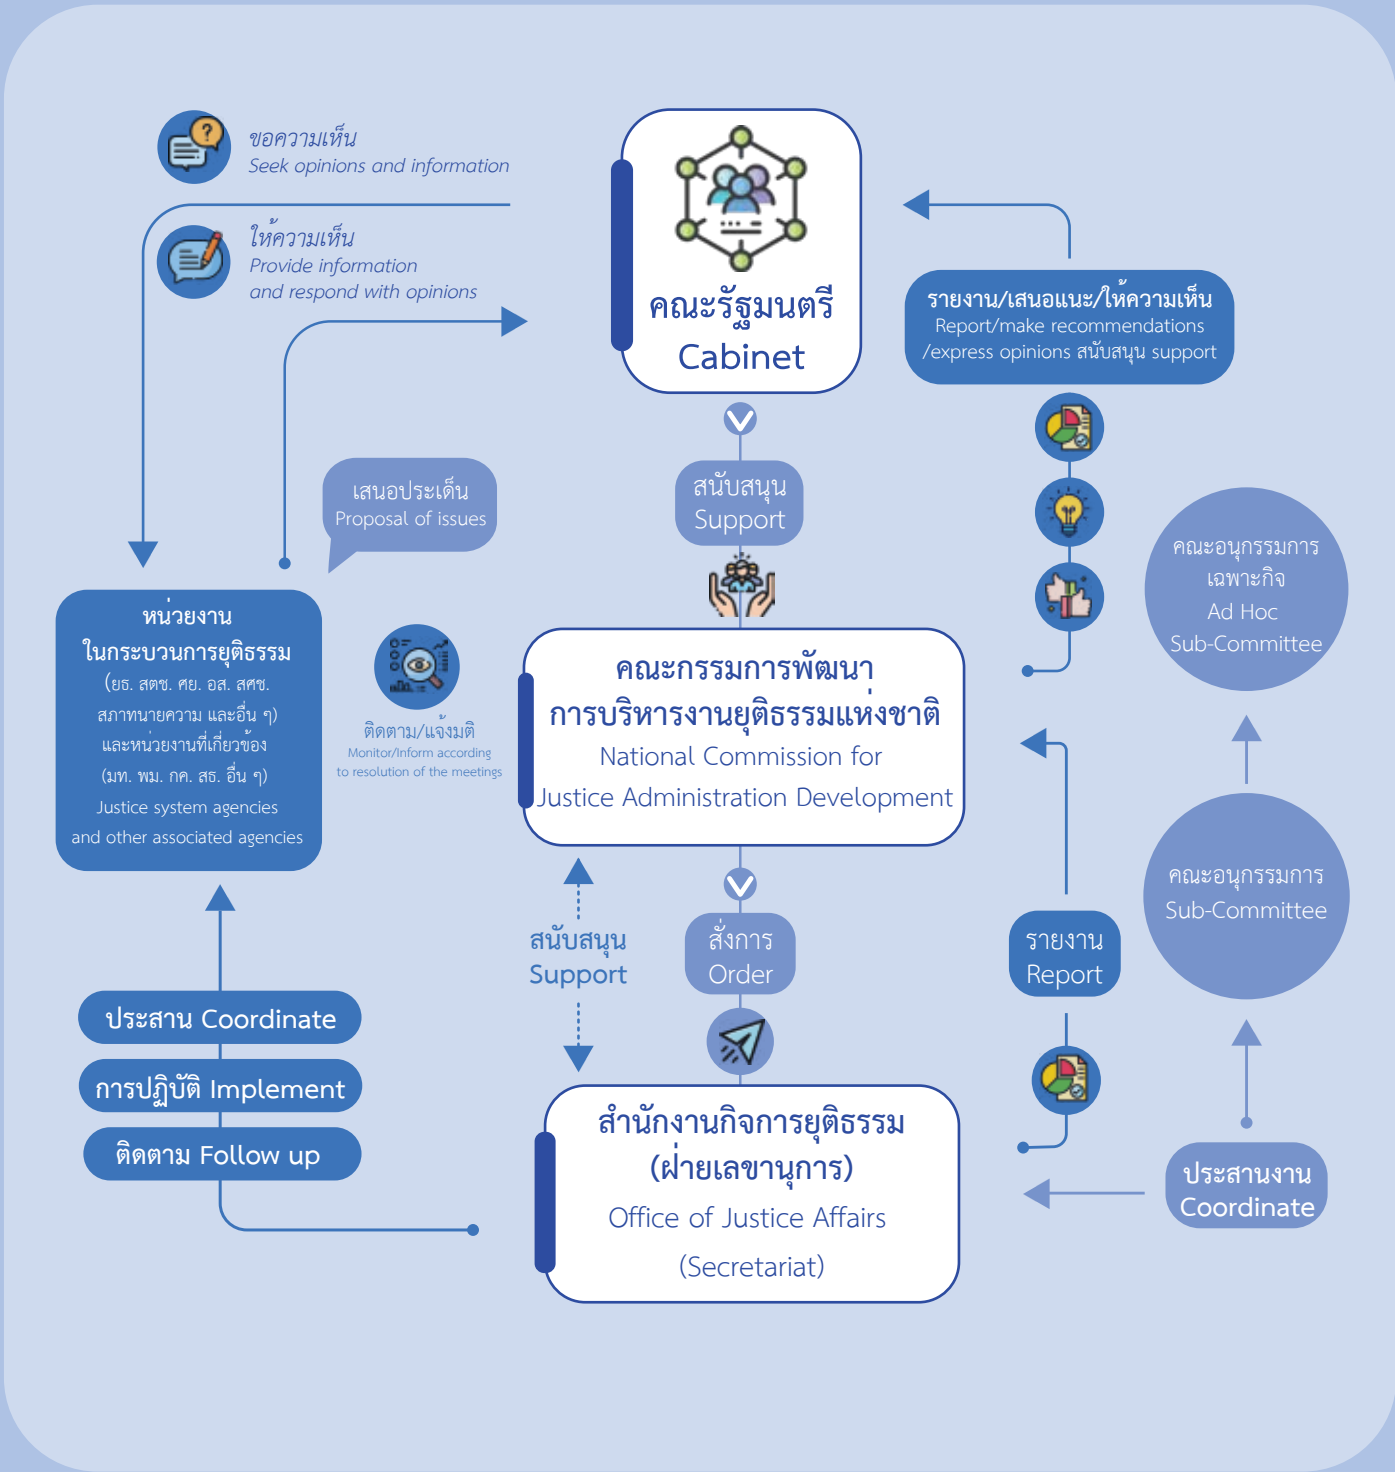 ขอความเห็น
Seek opinions and information
ให้ความเห็น
Provide information
and respond with opinions
คณะรัฐมนตรี
Cabinet
รายงาน/เสนอแนะ/ให้ความเห็น
Report/make recommendations
/express opinions สนับสนุน support
เสนอประเด็น
Proposal of issues
สนับสนุน
Support
คณะอนุกรรมการ
เฉพาะกิจ
Ad Hoc
Sub-Committee
หน่วยงาน
ในกระบวนการยุติธรรม
(ยธ. สตช. ศย. อส. สศช.
สภาทนายความ และอื่น ๆ)
และหน่วยงานที่เกี่ยวข้อง
(มท. พม. กค. สธ. อื่น ๆ)
Justice system agencies
and other associated agencies
ติดตาม/แจ้งมติ
Monitor/Inform according
to resolution of the meetings
คณะกรรมการพัฒนา
การบริหารงานยุติธรรมแห่งชาติ
National Commission for
Justice Administration Development
คณะอนุกรรมการ
Sub-Committee
สนับสนุน
Support
สั่งการ
Order
รายงาน
Report
ประสาน Coordinate
การปฏิบัติ Implement
ติดตาม Follow up
สำนักงานกิจการยุติธรรม
(ฝ่ายเลขานุการ)
Office of Justice Affairs
(Secretariat)
ประสานงาน
Coordinate